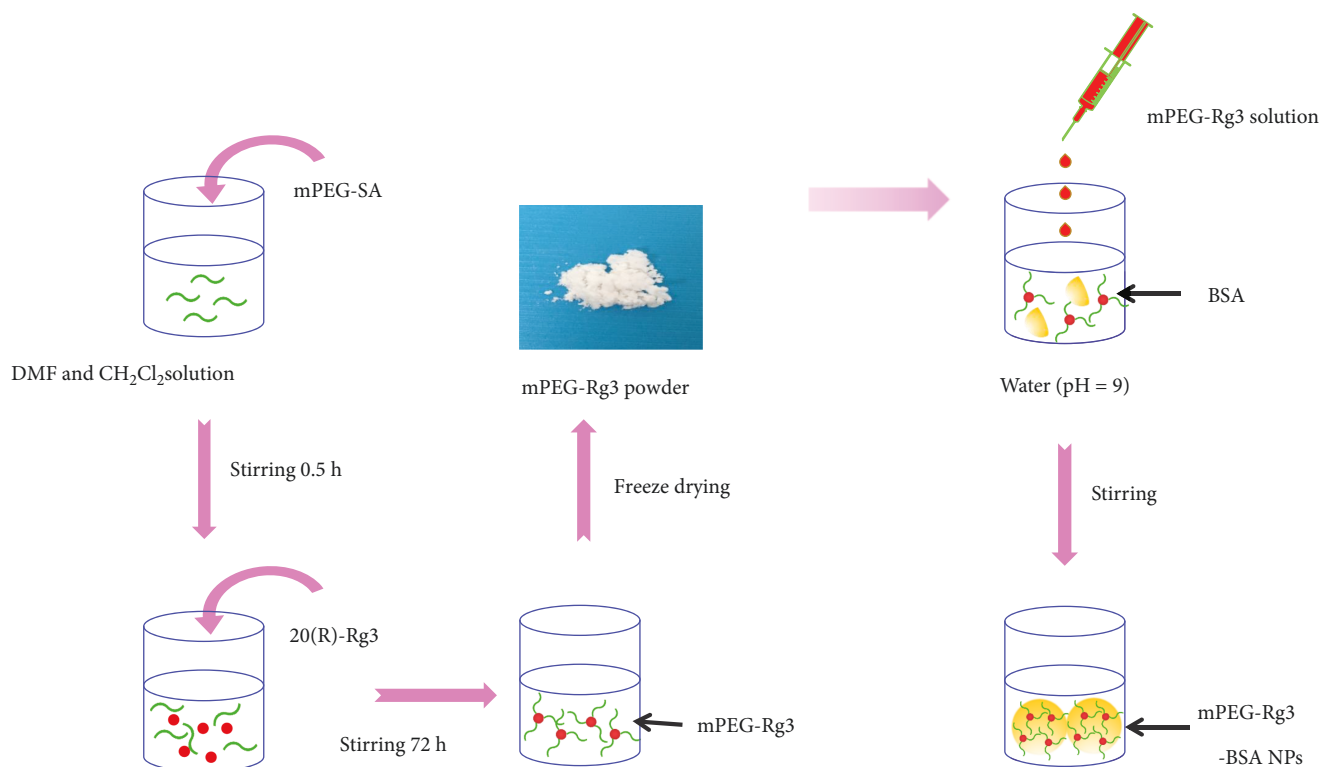 mPEG-SA
DMF and CH₂Cl₂solution
Stirring 0.5 h
20(R)-Rg3
Stirring 72 h
mPEG-Rg3
Freeze drying
mPEG-Rg3 powder
mPEG-Rg3 solution
BSA
Water (pH = 9)
Stirring
mPEG-Rg3
-BSA NPs